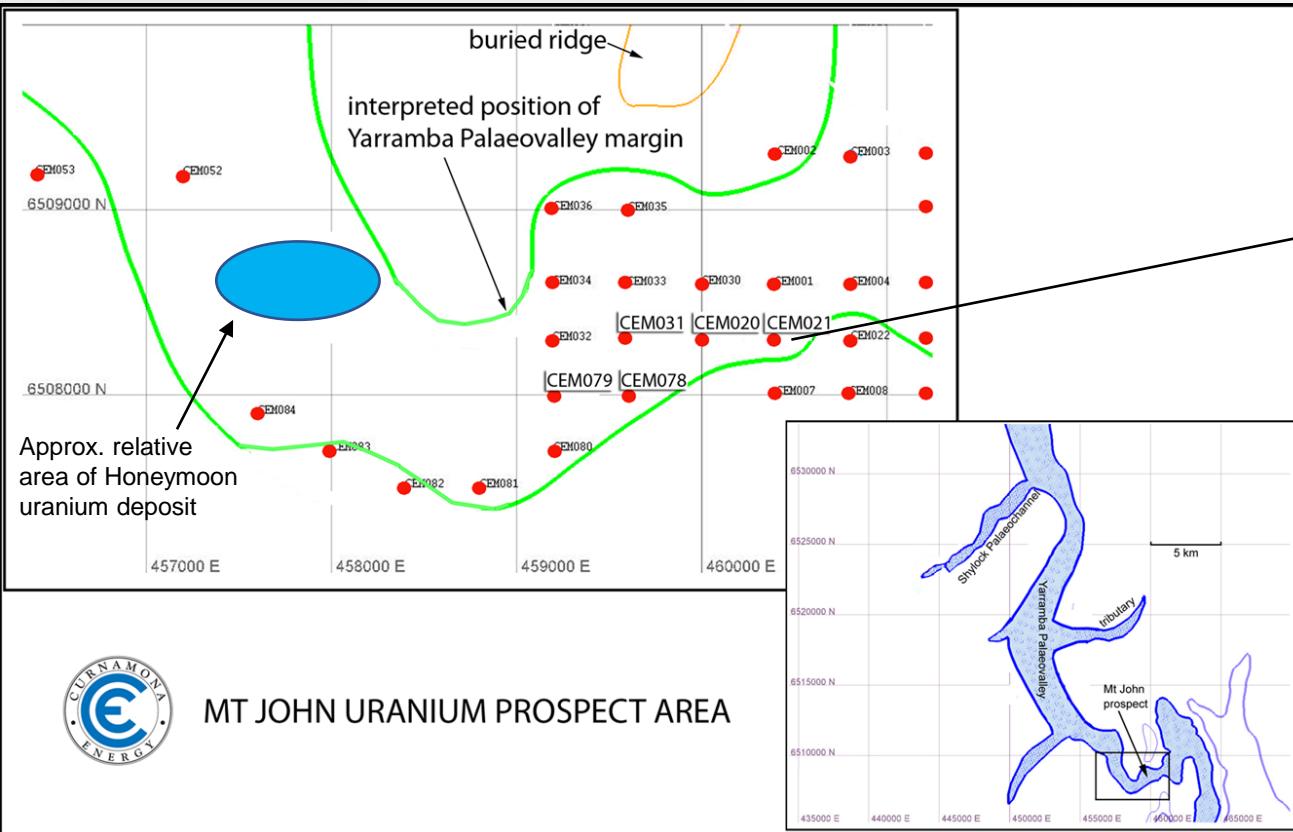 buried ridge
interpreted position of
Yarramba Palaeovalley margin
CEM002
CEM003
CEM053
CEM052
6509000 N
CEM036
CEM035
CEM034
CEM033
CEM030
CEM001
CEM004
CEM031
CEM020
CEM021
CEM032
CEM022
CEM079
CEM078
6508000 N
CEM007
CEM008
CEM084
Approx. relative
area of Honeymoon
uranium deposit
CEM083
CEM080
CEM082
CEM081
457000 E
458000 E
459000 E
460000 E
CURNAMONA
ENERGY
MT JOHN URANIUM PROSPECT AREA
6530000 N
6525000 N
5 km
Shylock Palaeochannel
6520000 N
Yarramba Palaeovalley
tributary
6515000 N
Mt John
prospect
6510000 N
435000 E
440000 E
445000 E
450000 E
455000 E
460000 E
465000 E